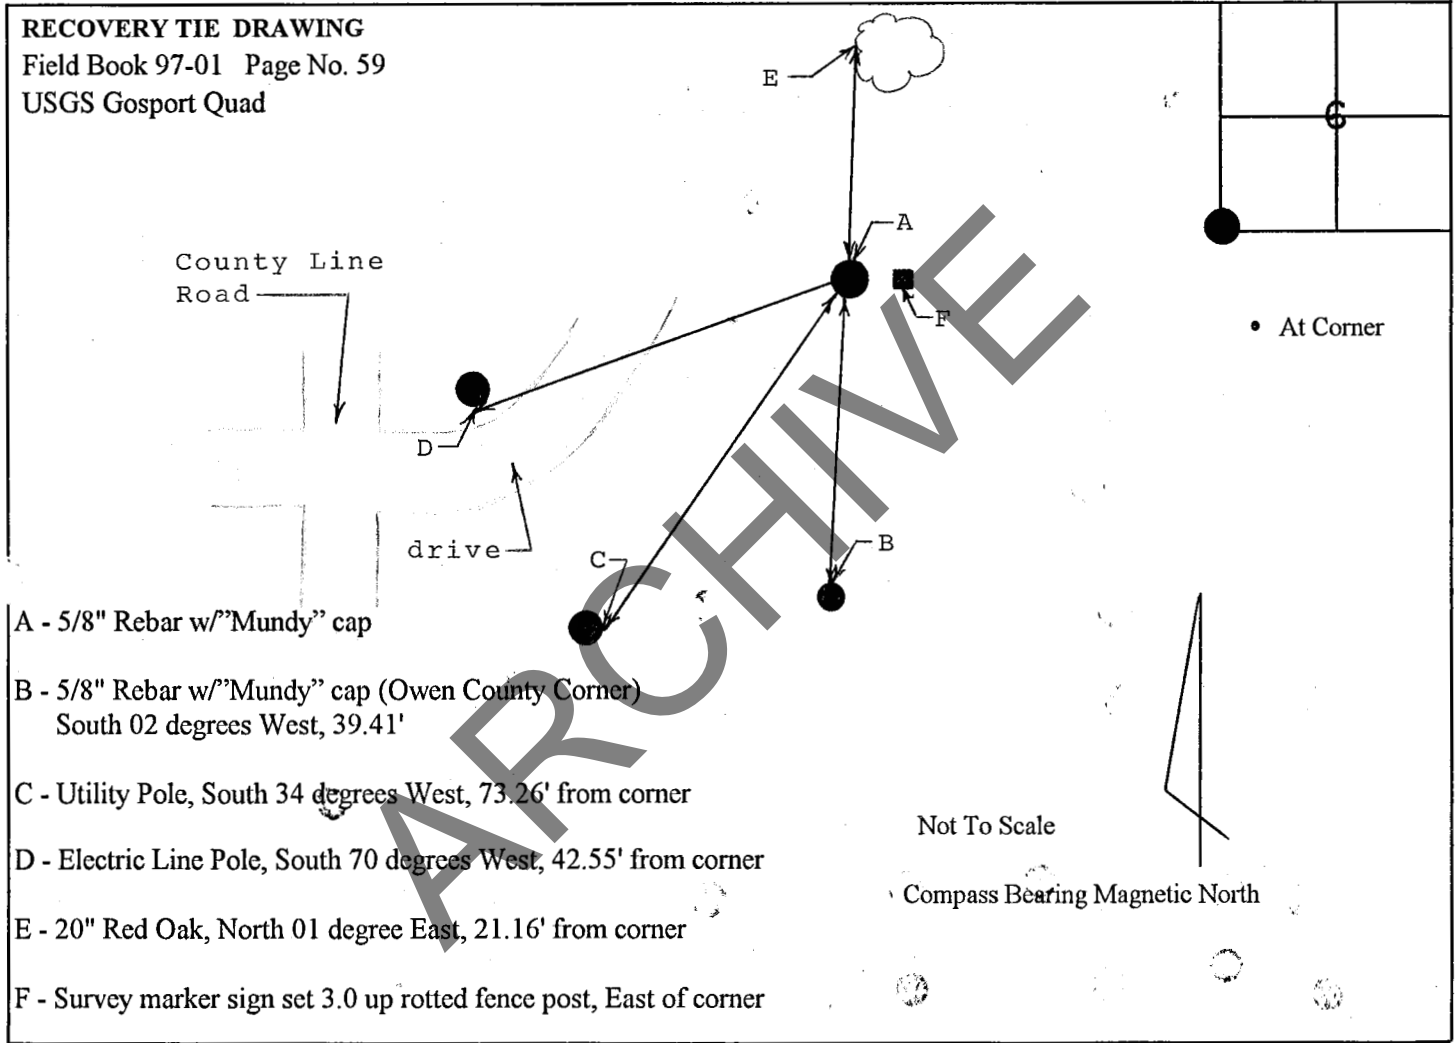 RECOVERY TIE DRAWING
Field Book 97-01 Page No. 59
USGS Gosport Quad
E
6
A
County Line
Road
F
• At Corner
D
drive
C
B
A - 5/8" Rebar w/”Mundy” cap
B - 5/8" Rebar w/”Mundy” cap (Owen County Corner)
South 02 degrees West, 39.41'
C - Utility Pole, South 34 degrees West, 73.26' from corner
D - Electric Line Pole, South 70 degrees West, 42.55' from corner
E - 20" Red Oak, North 01 degree East, 21.16' from corner
F - Survey marker sign set 3.0 up rotted fence post, East of corner
Not To Scale
Compass Bearing Magnetic North
ARCHIVE